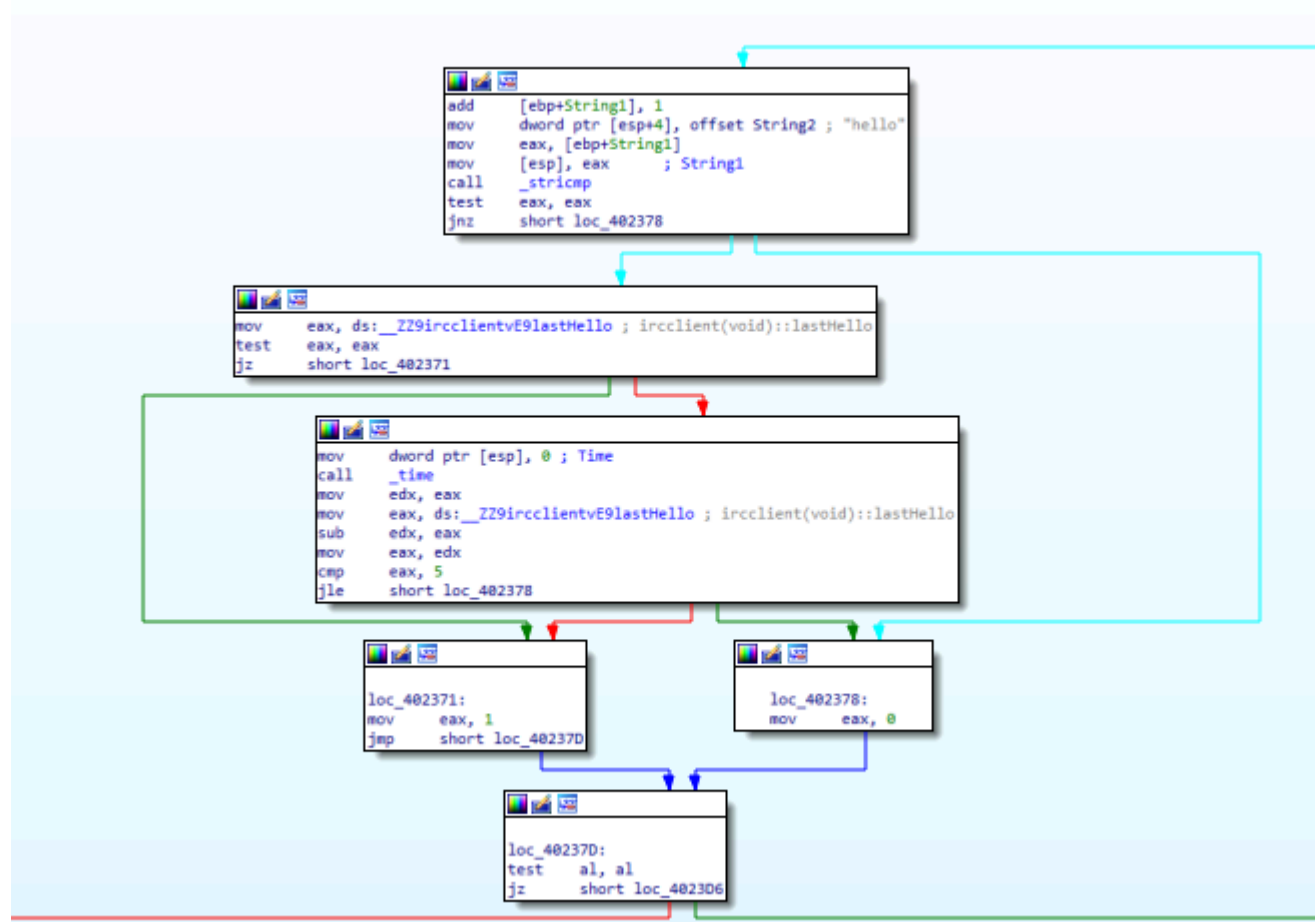 add [ebp+String1], 1
mov dword ptr [esp+4], offset String2 ; "hello"
mov eax, [ebp+String1]
mov [esp], eax ; String1
call _stricmp
test eax, eax
jnz short loc_402378
mov eax, ds:__ZZ9ircclientvE9lastHello ; ircclient(void)::lastHello
test eax, eax
jz short loc_402371
mov dword ptr [esp], 0 ; Time
call _time
mov edx, eax
mov eax, ds:__ZZ9ircclientvE9lastHello ; ircclient(void)::lastHello
sub edx, eax
mov eax, edx
cmp eax, 5
jle short loc_402378
loc_402371:
mov eax, 1
jmp short loc_40237D
loc_402378:
mov eax, 0
loc_40237D:
test al, al
jz short loc_4023D6